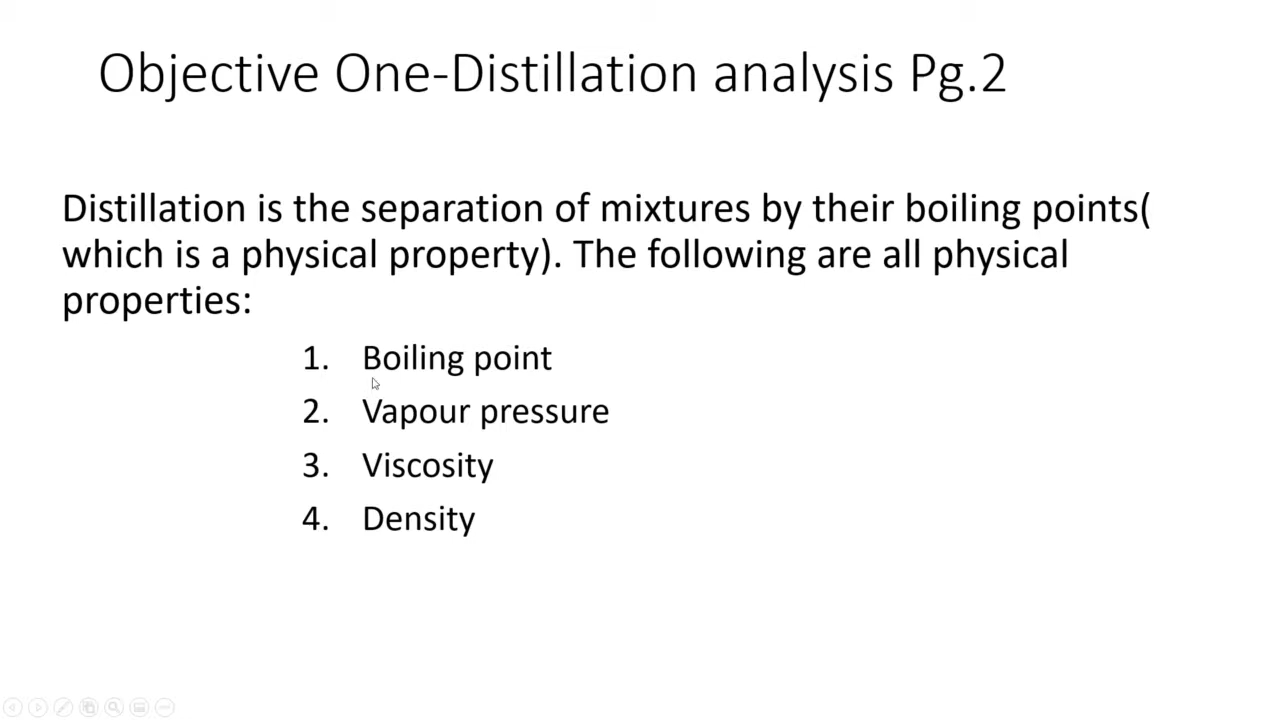 Objective One-Distillation analysis Pg.2
Distillation is the separation of mixtures by their boiling points(
which is a physical property). The following are all physical
properties:
1. Boiling point
2. Vapour pressure
3. Viscosity
4. Density